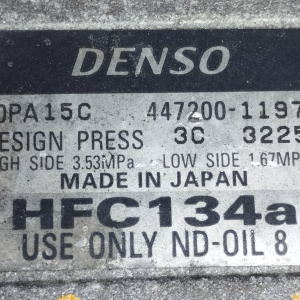 DENSO
0PA15C 447200-1197
DESIGN PRESS 3C 3225
GH SIDE 3.53MPa LOW SIDE 1.67MP
MADE IN JAPAN
HFC134a
USE ONLY ND-OIL 8